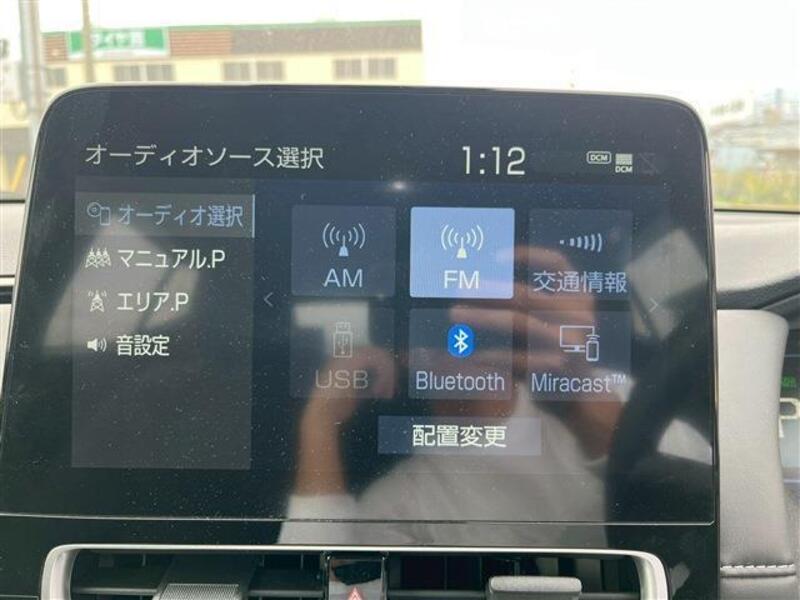 オーディオソース選択
1:12
DCM
DCM
オーディオ選択
マニュアル.P
エリア.P
音設定
AM
FM
交通情報
USB
Bluetooth
Miracast™
配置変更
P